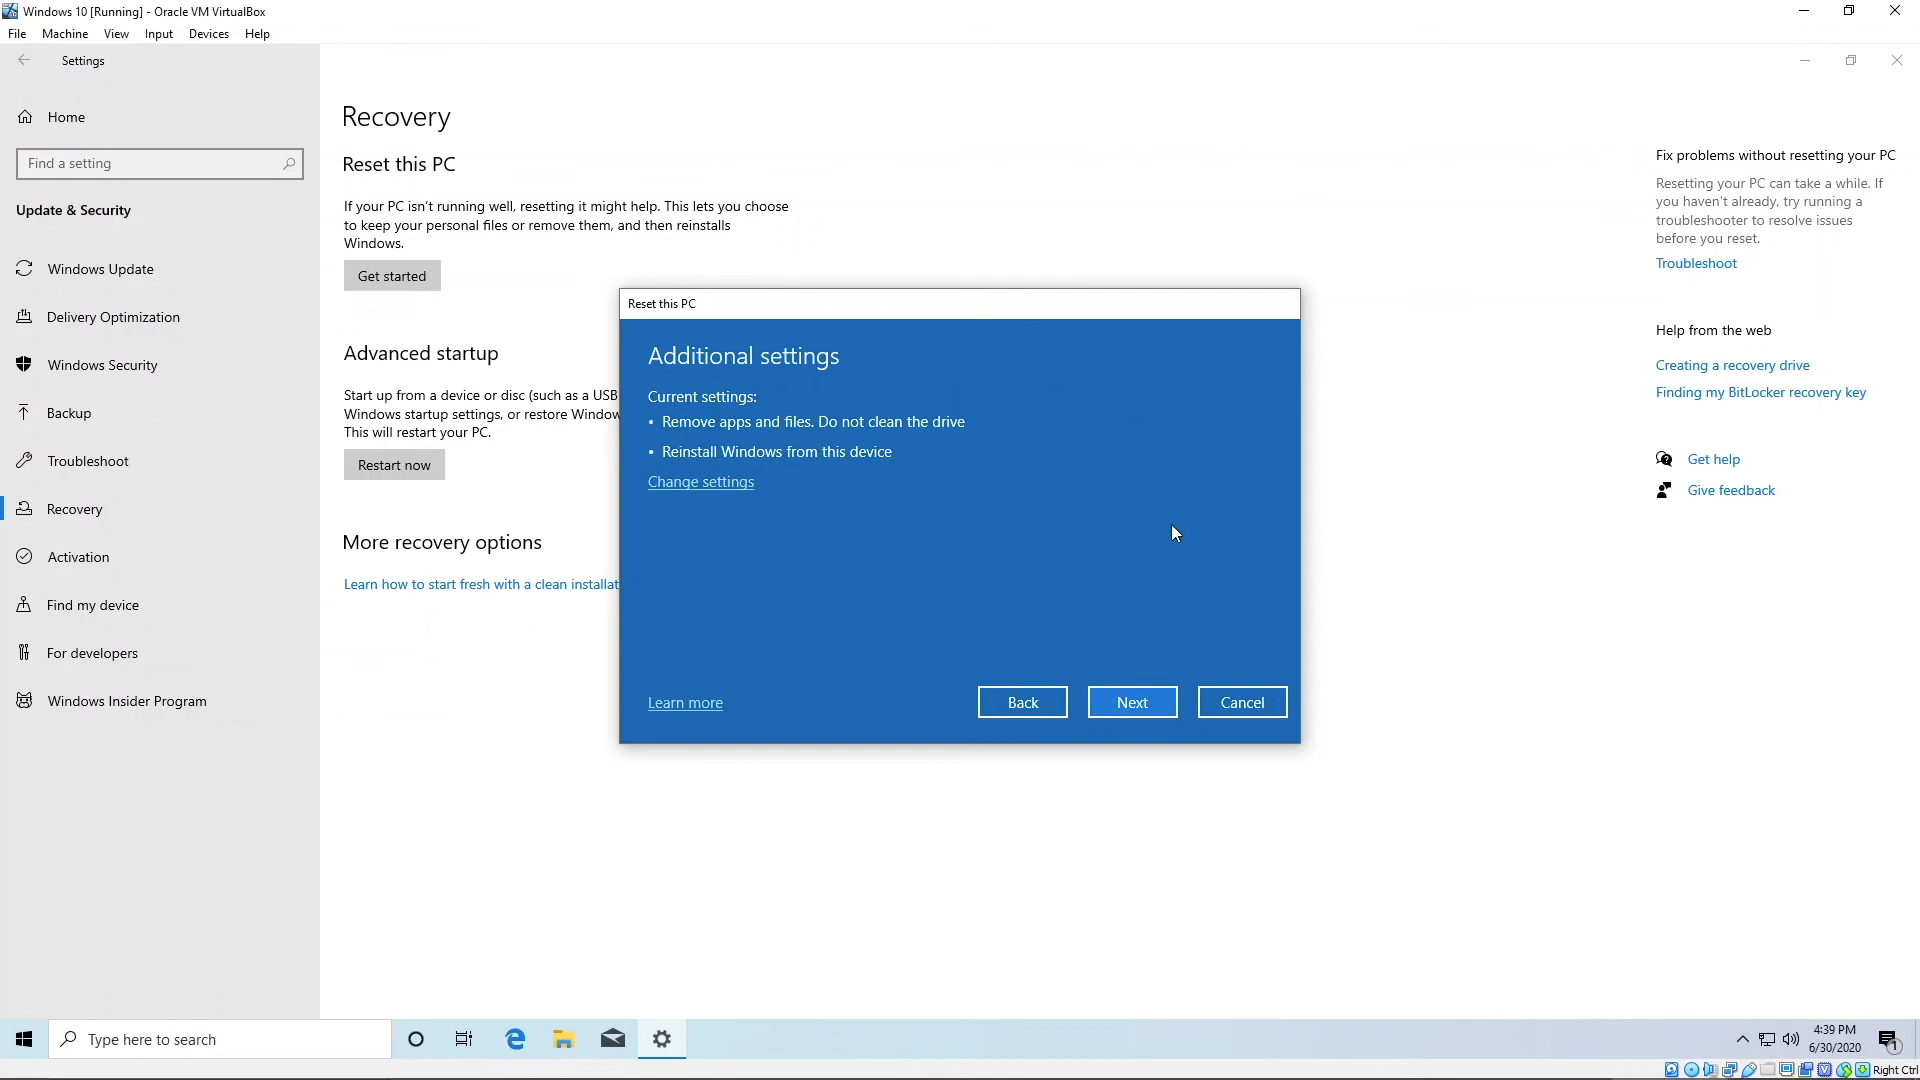 Windows 10 [Running] - Oracle VM VirtualBox
File Machine View Input Devices Help
Settings
Home
Find a setting
Update & Security
Windows Update
Delivery Optimization
Windows Security
Backup
Troubleshoot
Recovery
Activation
Find my device
For developers
Windows Insider Program
Recovery
Reset this PC
If your PC isn't running well, resetting it might help. This lets you choose
to keep your personal files or remove them, and then reinstalls
Windows.
Get started
Advanced startup
Start up from a device or disc (such as a USB
Windows startup settings, or restore Window
This will restart your PC.
Restart now
More recovery options
Learn how to start fresh with a clean installat
Reset this PC
Additional settings
Current settings:
• Remove apps and files. Do not clean the drive
• Reinstall Windows from this device
Change settings
Learn more
Back
Next
Cancel
Fix problems without resetting your PC
Resetting your PC can take a while. If
you haven't already, try running a
troubleshooter to resolve issues
before you reset.
Troubleshoot
Help from the web
Creating a recovery drive
Finding my BitLocker recovery key
Get help
Give feedback
Type here to search
4:39 PM
6/30/2020
1
Right Ctrl